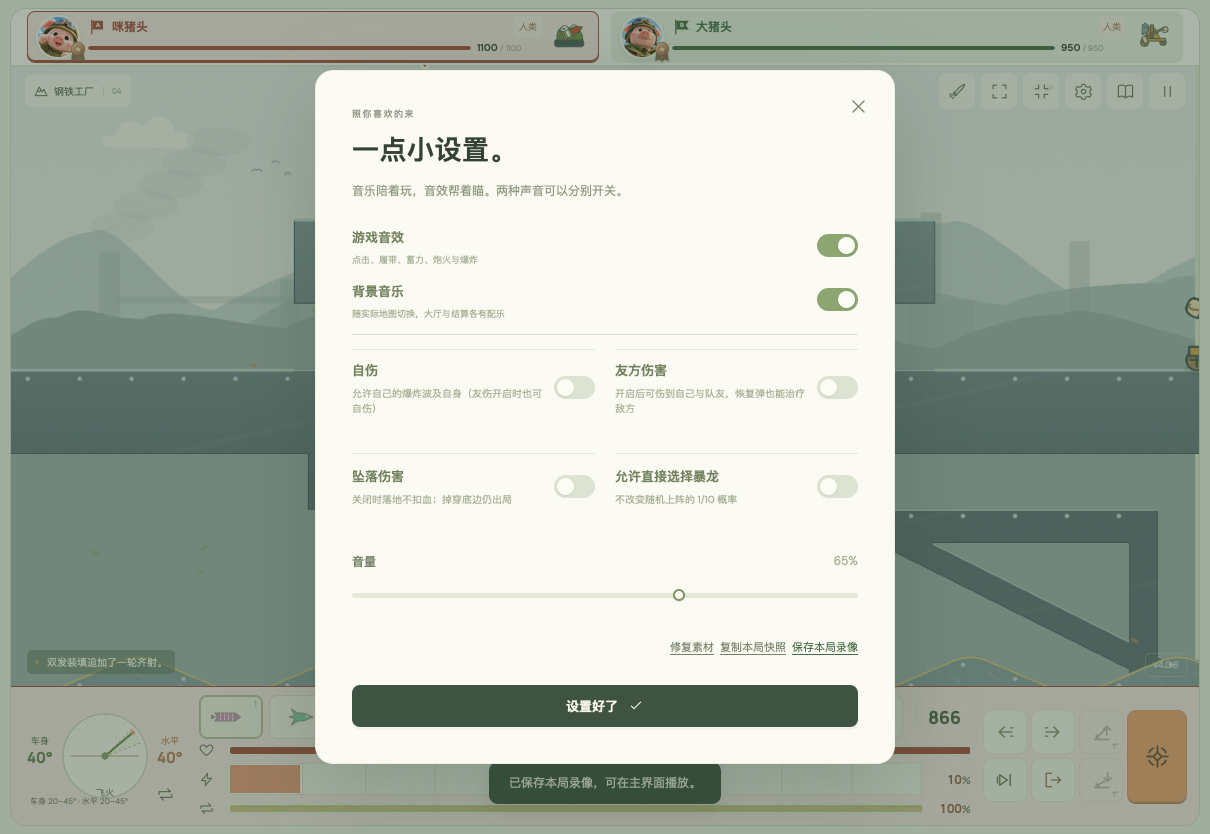 咪猪头
人类
1100 / 1100
大猪头
人类
950 / 950
钢铁工厂
04
照你喜欢的来
一点小设置。
音乐陪着玩，音效帮着瞄。两种声音可以分别开关。
游戏音效
点击、履带、蓄力、炮火与爆炸
背景音乐
随实际地图切换，大厅与结算各有配乐
自伤
允许自己的爆炸波及自身（友伤开启时也可
自伤）
友方伤害
开启后可伤到自己与队友，恢复弹也能治疗
敌方
坠落伤害
关闭时落地不扣血；掉穿底边仍出局
允许直接选择暴龙
不改变随机上阵的 1/10 概率
音量
65%
修复素材 复制本局快照 保存本局录像
设置好了
双发装填追加了一轮齐射。
1
866
车身
40°
水平
40°
飞火
车身 20–45° · 水平 20–45°
10%
100%
1°
1°
已保存本局录像，可在主界面播放。